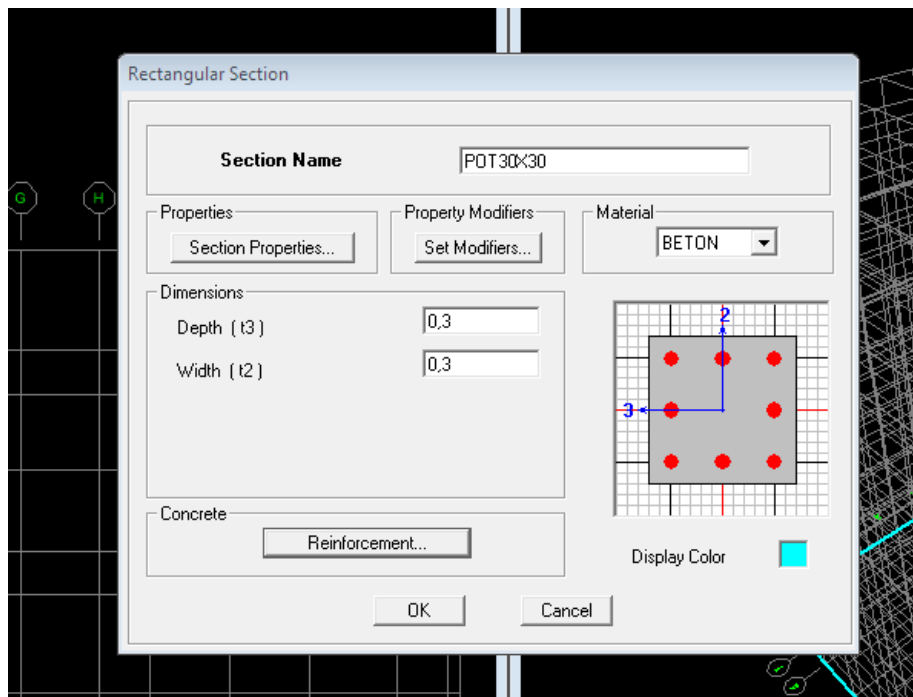 Rectangular Section
Section Name POT30X30
G H
Properties Property Modifiers Material
Section Properties... Set Modifiers... BETON
Dimensions
Depth ( t3 ) 0,3
Width ( t2 ) 0,3
2
3
Concrete
Reinforcement...
Display Color
OK Cancel